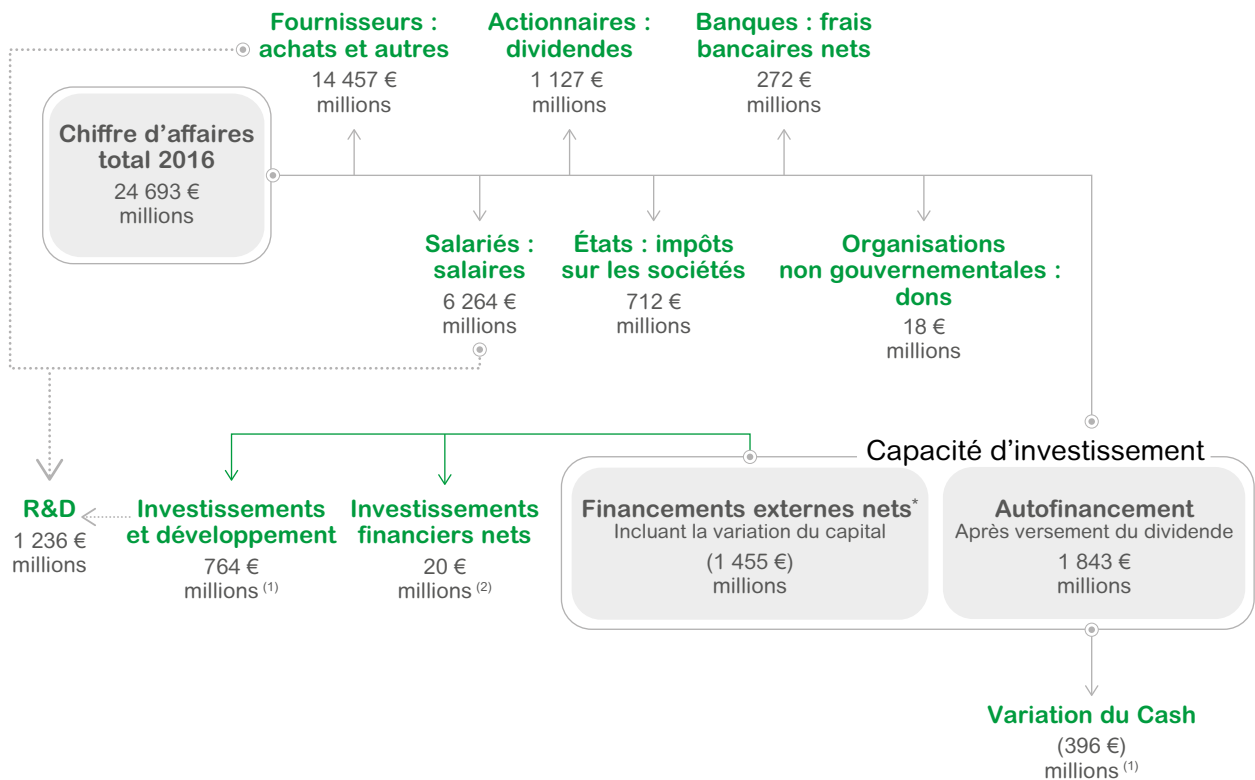 Fournisseurs :
achats et autres
14 457 €
millions
Actionnaires :
dividendes
1 127 €
millions
Banques : frais
bancaires nets
272 €
millions
Chiffre d’affaires
total 2016
24 693 €
millions
Salariés :
salaires
6 264 €
millions
États : impôts
sur les sociétés
712 €
millions
Organisations
non gouvernementales :
dons
18 €
millions
Capacité d’investissement
R&D
1 236 €
millions
Investissements
et développement
764 €
millions (1)
Investissements
financiers nets
20 €
millions (2)
Financements externes nets*
Incluant la variation du capital
(1 455 €)
millions
Autofinancement
Après versement du dividende
1 843 €
millions
Variation du Cash
(396 €)
millions (1)